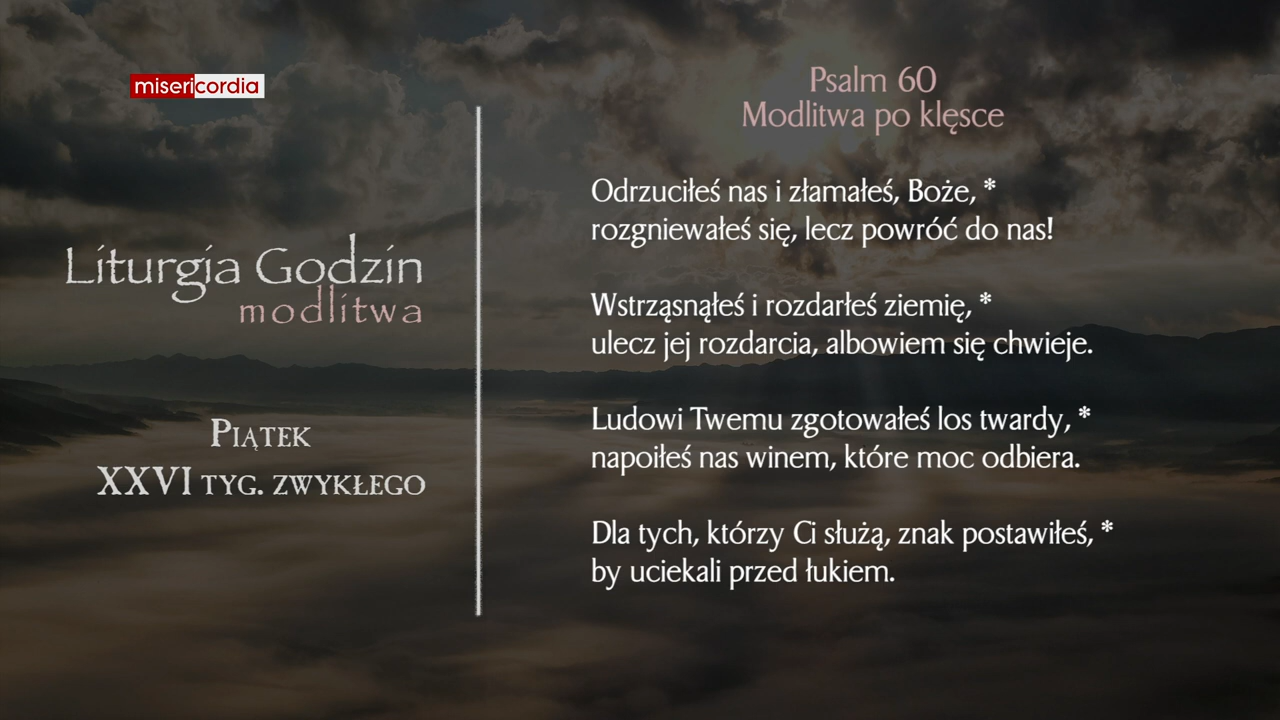 misericordia
Liturgia Godzin
modlitwa
Piątek
XXVI tyg. zwykłego
Psalm 60
Modlitwa po klęsce
Odrzuciłeś nas i złamałeś, Boże, *
rozgniewałeś się, lecz powróć do nas!
Wstrząsnąłeś i rozdarłeś ziemię, *
ulecz jej rozdarcia, albowiem się chwieje.
Ludowi Twemu zgotowałeś los twardy, *
napoiłeś nas winem, które moc odbiera.
Dla tych, którzy Ci służą, znak postawiłeś, *
by uciekali przed łukiem.